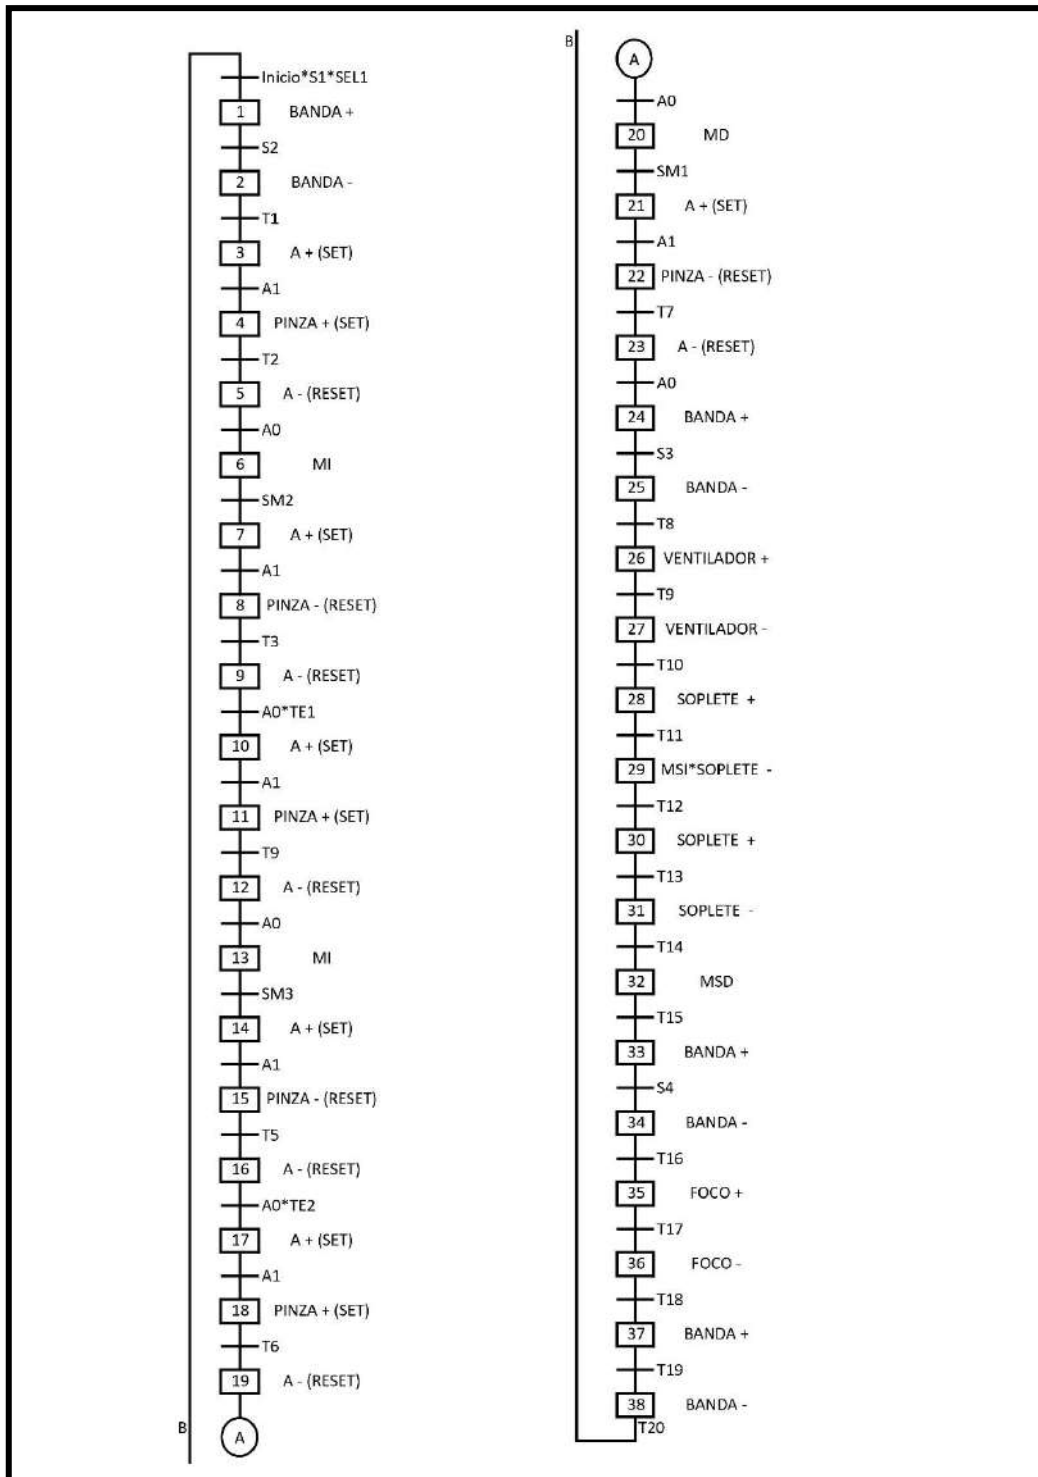 Inicio*S1*SEL1
1 BANDA +
S2
2 BANDA -
T1
3 A + (SET)
A1
4 PINZA + (SET)
T2
5 A - (RESET)
A0
6 MI
SM2
7 A + (SET)
A1
8 PINZA - (RESET)
T3
9 A - (RESET)
A0*TE1
10 A + (SET)
A1
11 PINZA + (SET)
T9
12 A - (RESET)
A0
13 MI
SM3
14 A + (SET)
A1
15 PINZA - (RESET)
T5
16 A - (RESET)
A0*TE2
17 A + (SET)
A1
18 PINZA + (SET)
T6
19 A - (RESET)
B
A
B
A
A0
20 MD
SM1
21 A + (SET)
A1
22 PINZA - (RESET)
T7
23 A - (RESET)
A0
24 BANDA +
S3
25 BANDA -
T8
26 VENTILADOR +
T9
27 VENTILADOR -
T10
28 SOPLETE +
T11
29 MSI*SOPLETE -
T12
30 SOPLETE +
T13
31 SOPLETE -
T14
32 MSD
T15
33 BANDA +
S4
34 BANDA -
T16
35 FOCO +
T17
36 FOCO -
T18
37 BANDA +
T19
38 BANDA -
T20